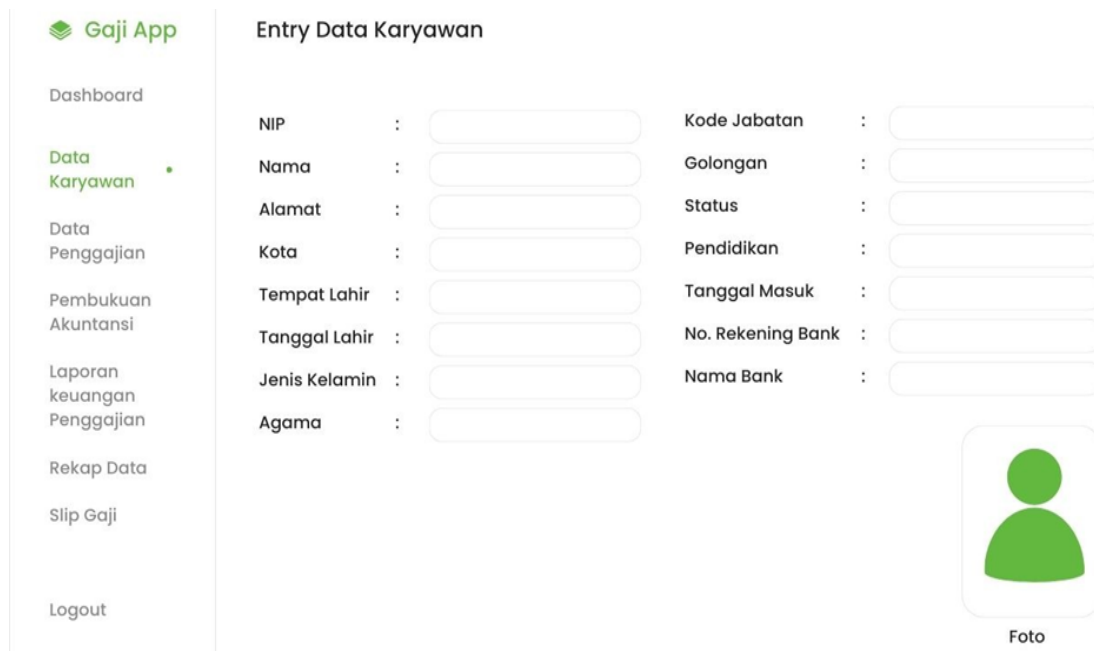 Gaji App
Dashboard
Data
Karyawan
Data
Penggajian
Pembukuan
Akuntansi
Laporan
keuangan
Penggajian
Rekap Data
Slip Gaji
Logout
Entry Data Karyawan
NIP :
Nama :
Alamat :
Kota :
Tempat Lahir :
Tanggal Lahir :
Jenis Kelamin :
Agama :
Kode Jabatan :
Golongan :
Status :
Pendidikan :
Tanggal Masuk :
No. Rekening Bank :
Nama Bank :
Foto